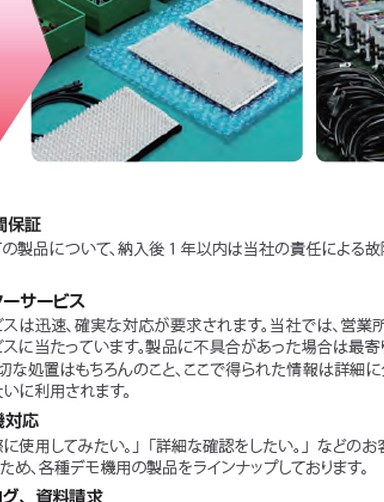 間保証
の製品について、納入後 1 年以内は当社の責任による故障
ターサービス
ビスは迅速、確実な対応が要求されます。当社では、営業所
ビスに当たっています。製品に不具合があった場合は最寄り
切な処置はもちろんのこと、ここで得られた情報は詳細に
たいに利用されます。
機対応
際に使用してみたい。」「詳細な確認をしたい。」などのお客
ため、各種デモ機用の製品をラインナップしております。
ログ、資料請求